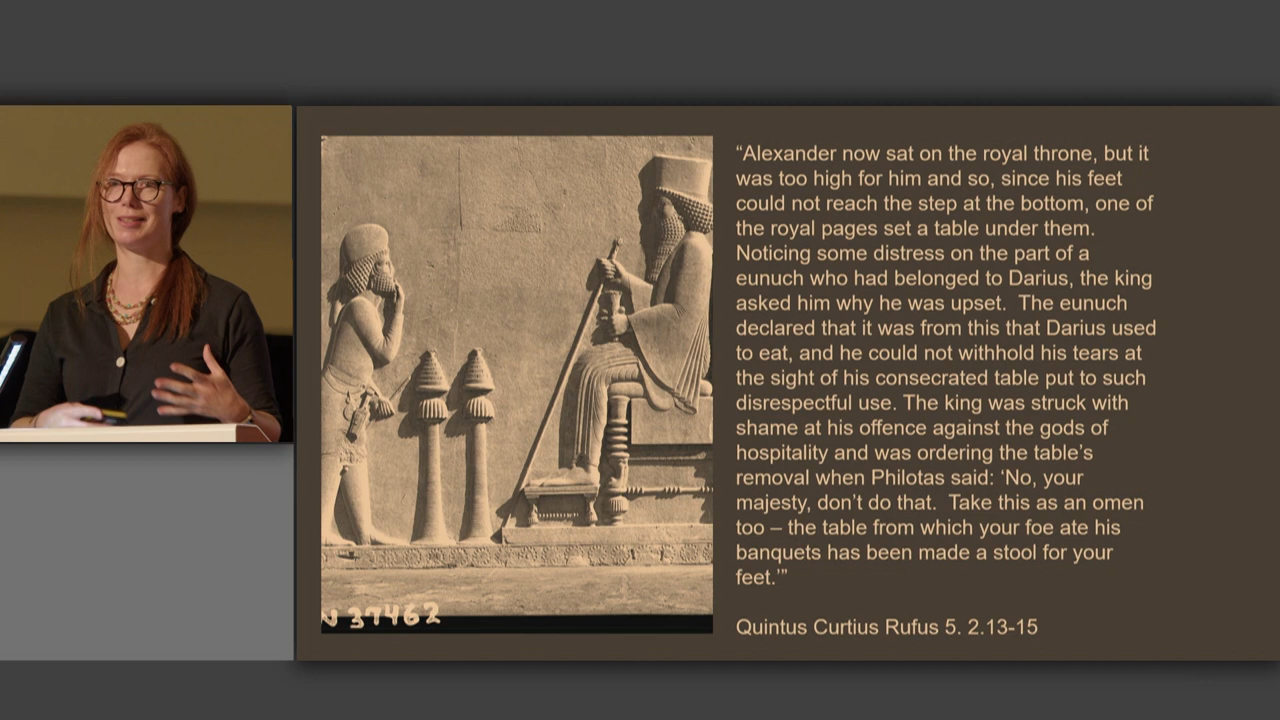 “Alexander now sat on the royal throne, but it
was too high for him and so, since his feet
could not reach the step at the bottom, one of
the royal pages set a table under them.
Noticing some distress on the part of a
eunuch who had belonged to Darius, the king
asked him why he was upset.  The eunuch
declared that it was from this that Darius used
to eat, and he could not withhold his tears at
the sight of his consecrated table put to such
disrespectful use. The king was struck with
shame at his offence against the gods of
hospitality and was ordering the table’s
removal when Philotas said: ‘No, your
majesty, don’t do that.  Take this as an omen
too – the table from which your foe ate his
banquets has been made a stool for your
feet.’”
Quintus Curtius Rufus 5. 2.13-15
N 37462